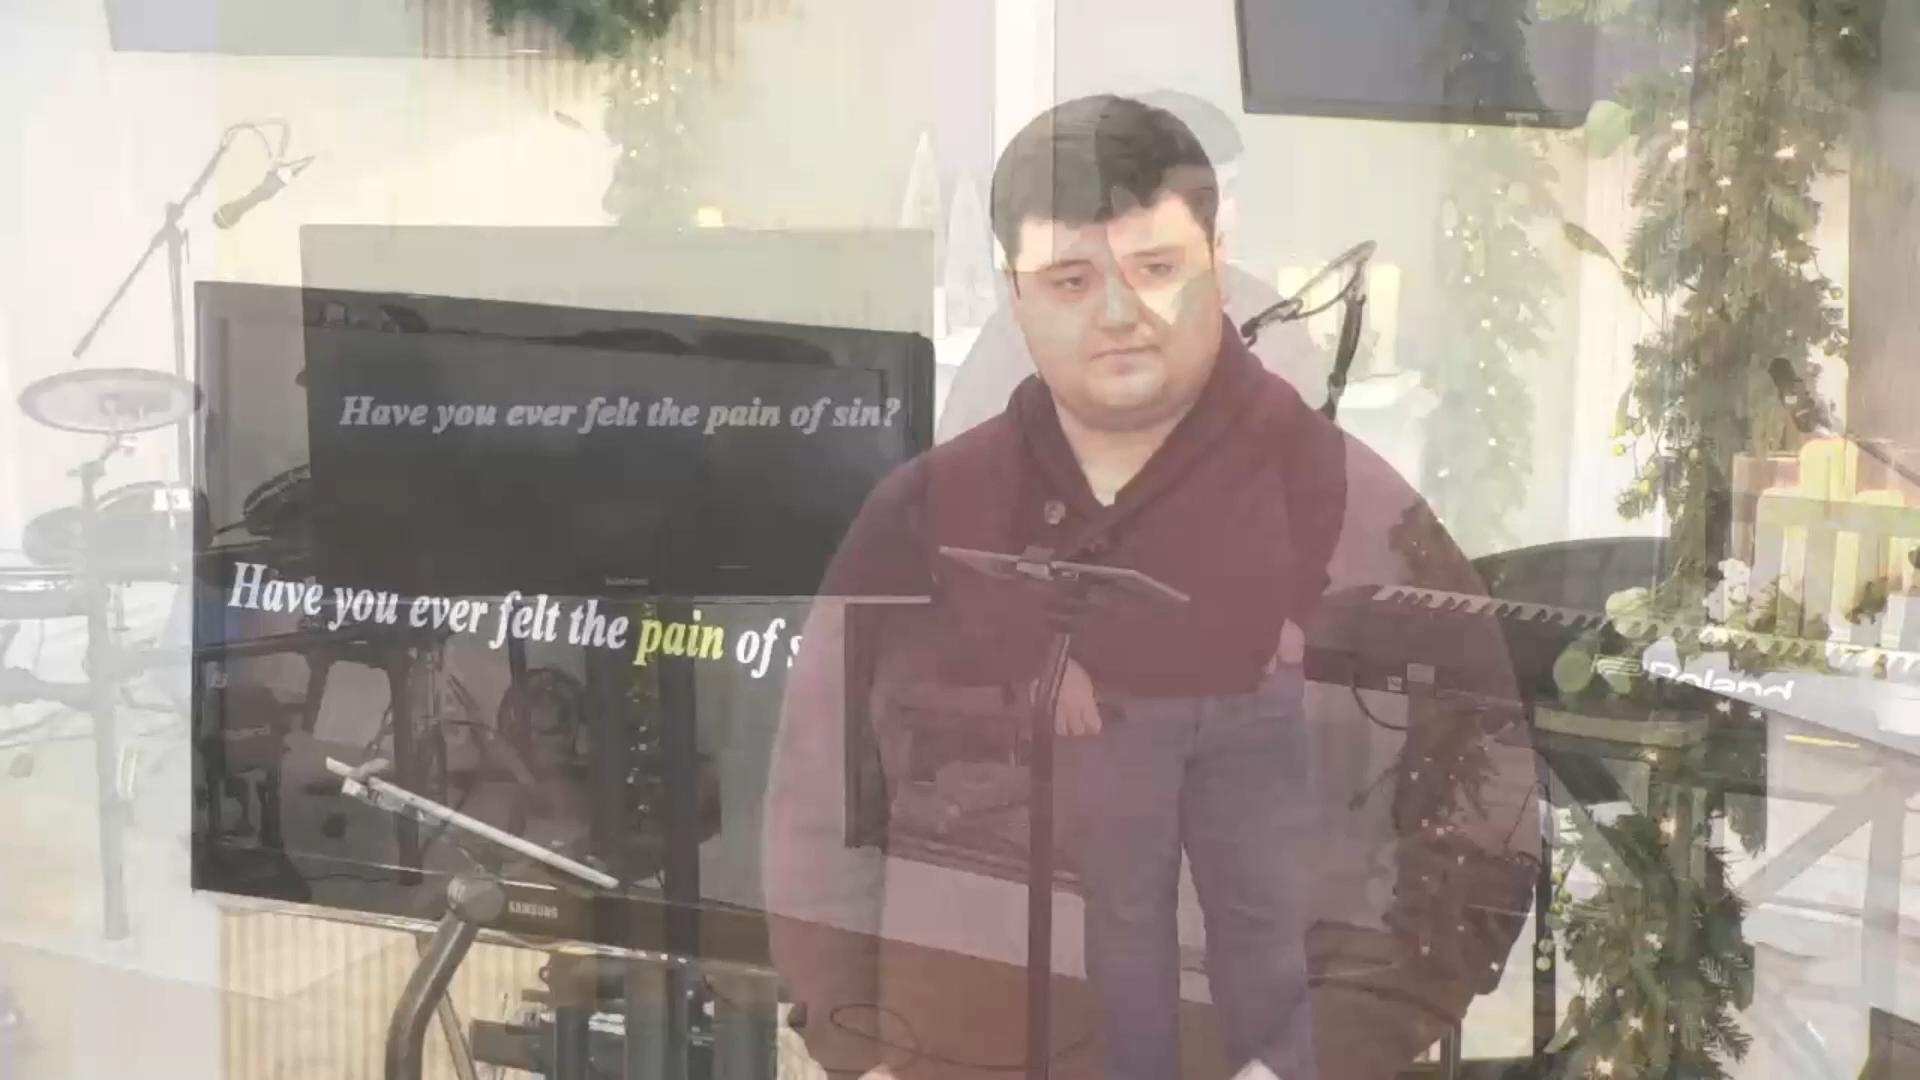 Have you ever felt the pain of sin?
Have you ever felt the pain of s
SAMSUNG
Roland